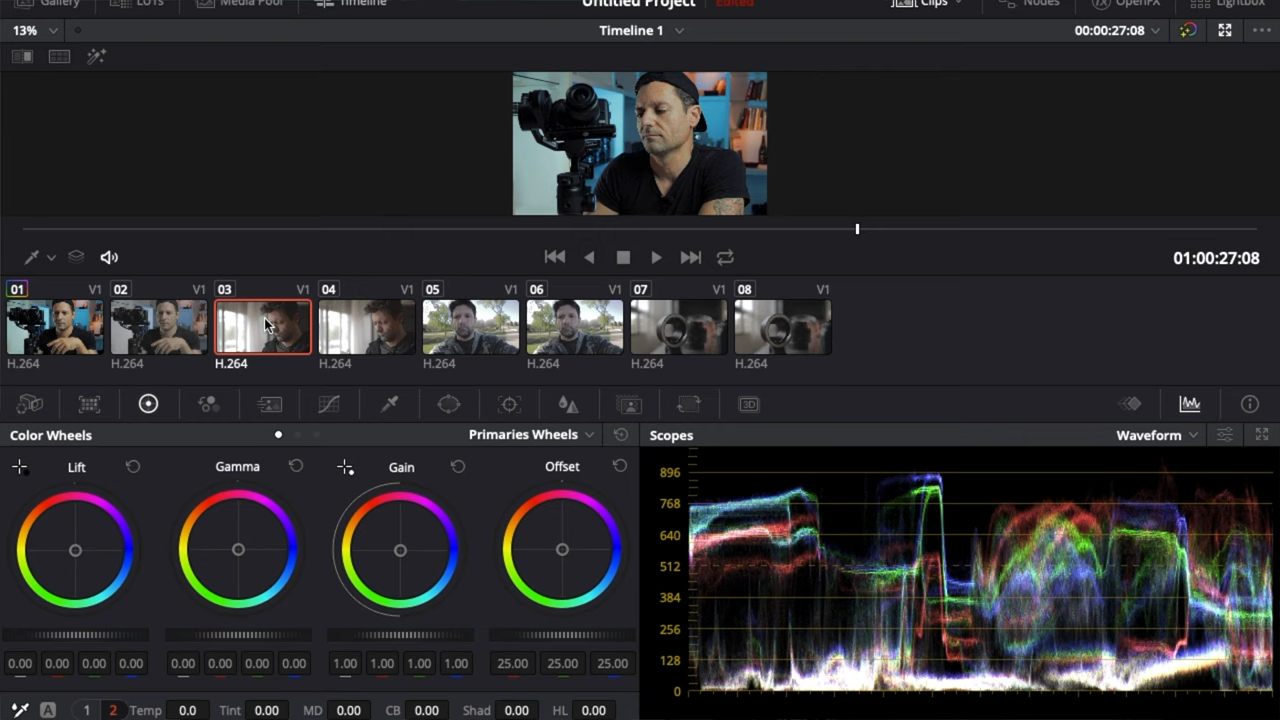 Gallery LUTs Media Pool Timeline Untitled Project Edited Clips Nodes OpenFX Lightbox
13% Timeline 1 00:00:27:08
01:00:27:08
01 V1 02 V1 03 V1 04 V1 05 V1 06 V1 07 V1 08 V1
H.264 H.264 H.264 H.264 H.264 H.264 H.264 H.264
3D
Color Wheels Primaries Wheels Scopes Waveform
Lift Gamma Gain Offset
896
768
640
512
384
256
128
0
0.00 0.00 0.00 0.00 0.00 0.00 0.00 0.00 1.00 1.00 1.00 1.00 25.00 25.00 25.00
A 1 2 Temp 0.0 Tint 0.00 MD 0.00 CB 0.00 Shad 0.00 HL 0.00